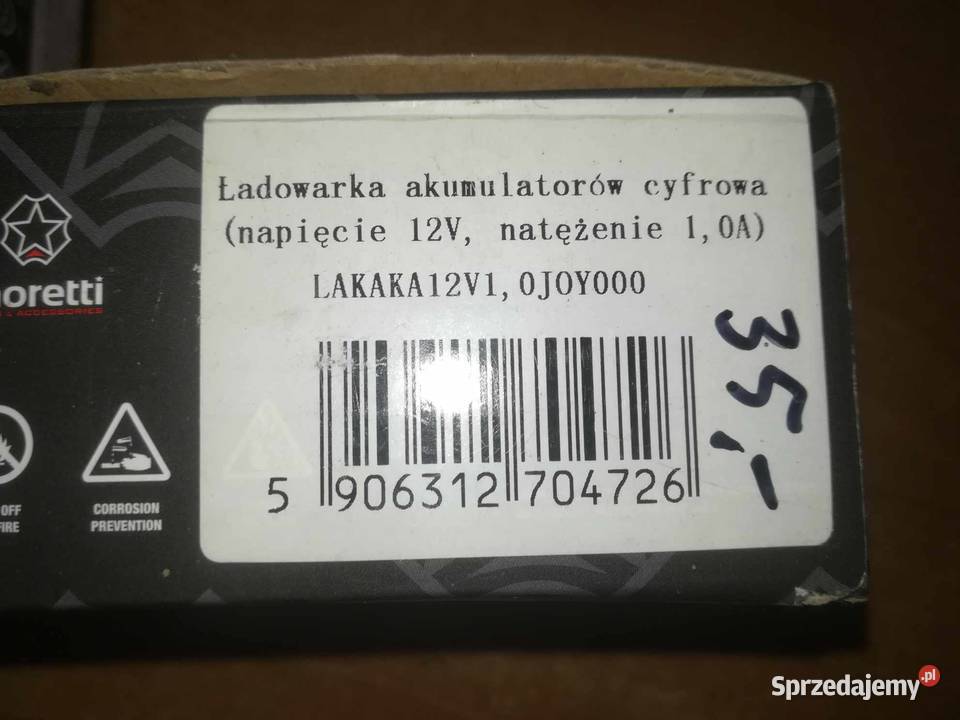 Ładowarka akumulatorów cyfrowa
(napięcie 12V, natężenie 1,0A)
LAKAKA12V1,0JOY000
35,-
5 906312 704726
oretti
& ACCESSORIES
OFF
FIRE
CORROSION
PREVENTION
Sprzedajemy.pl